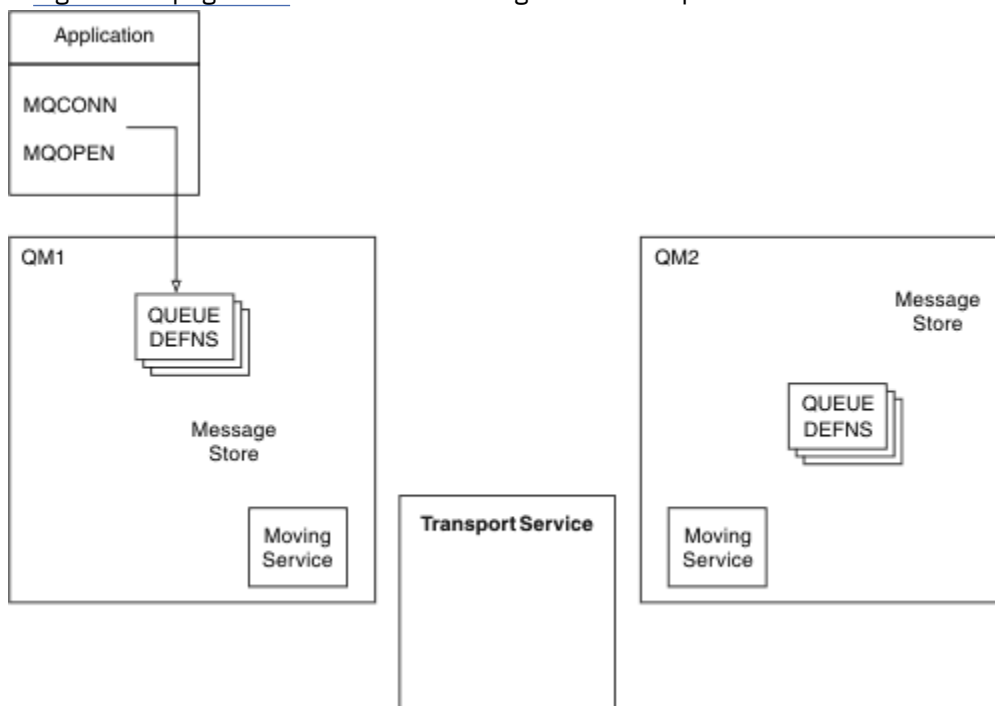 Application
MQCONN
MQOPEN
QM1
QUEUE
DEFNS
Message
Store
Moving
Service
Transport Service
QM2
Message
Store
QUEUE
DEFNS
Moving
Service